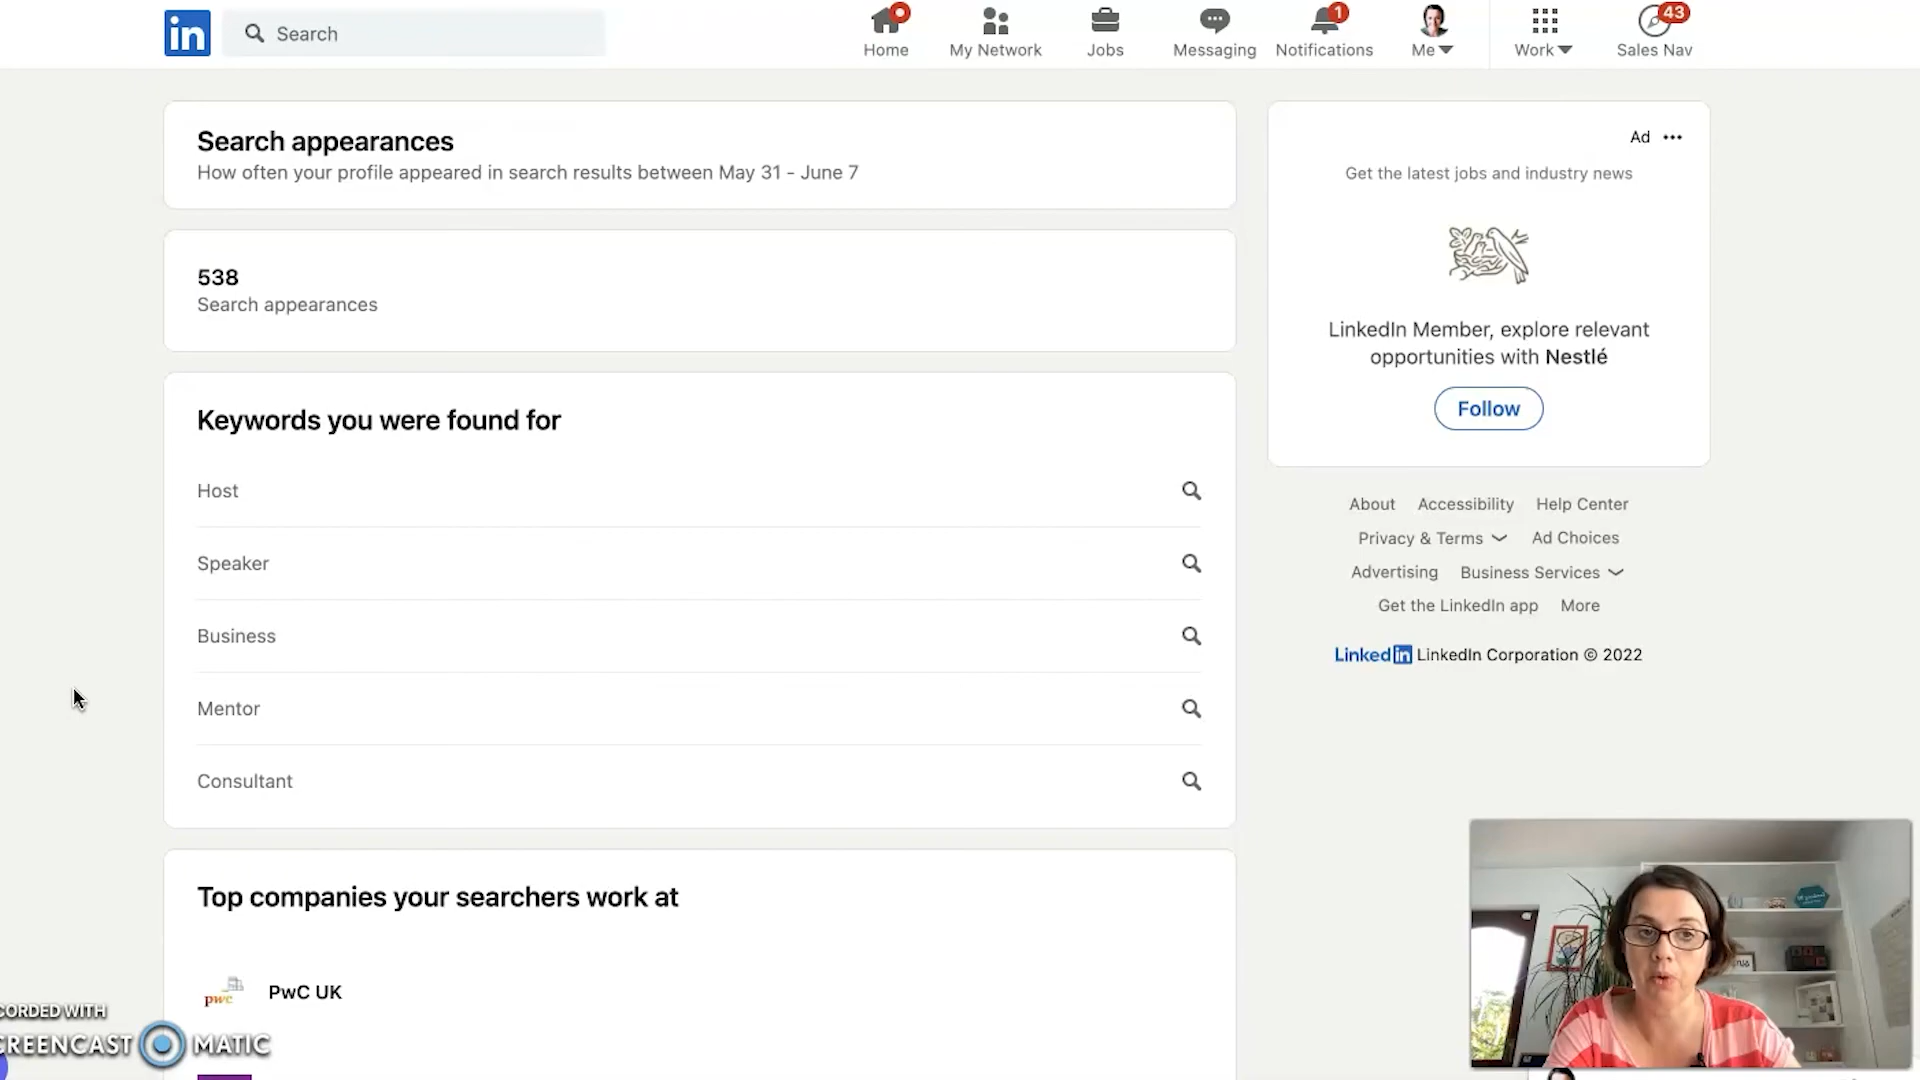 in
Search
Home
My Network
Jobs
Messaging
1
Notifications
Me
Work
43
Sales Nav
Search appearances
How often your profile appeared in search results between May 31 - June 7
538
Search appearances
Keywords you were found for
Host
Speaker
Business
Mentor
Consultant
Top companies your searchers work at
pwc
PwC UK
Ad
Get the latest jobs and industry news
LinkedIn Member, explore relevant
opportunities with Nestlé
Follow
About Accessibility Help Center
Privacy & Terms Ad Choices
Advertising Business Services
Get the LinkedIn app More
LinkedIn LinkedIn Corporation © 2022
CORDED WITH
CREENCAST MATIC